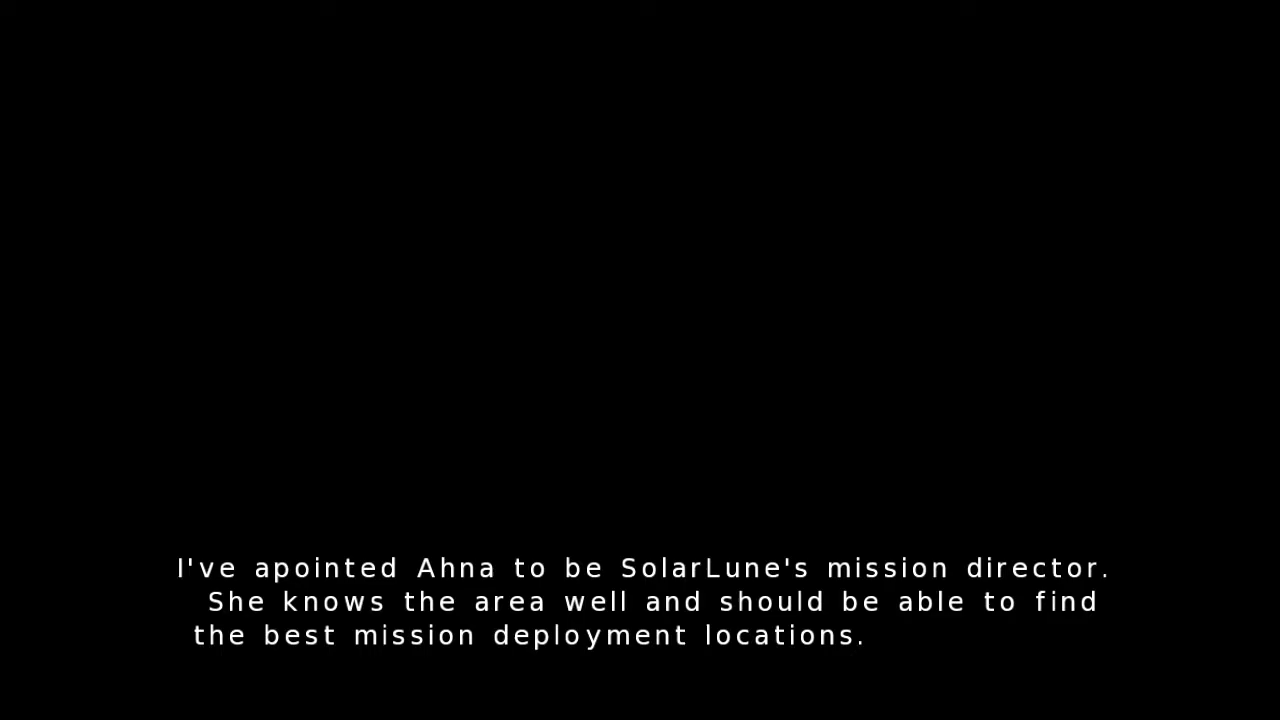 I've apointed Ahna to be SolarLune's mission director.
She knows the area well and should be able to find
the best mission deployment locations.